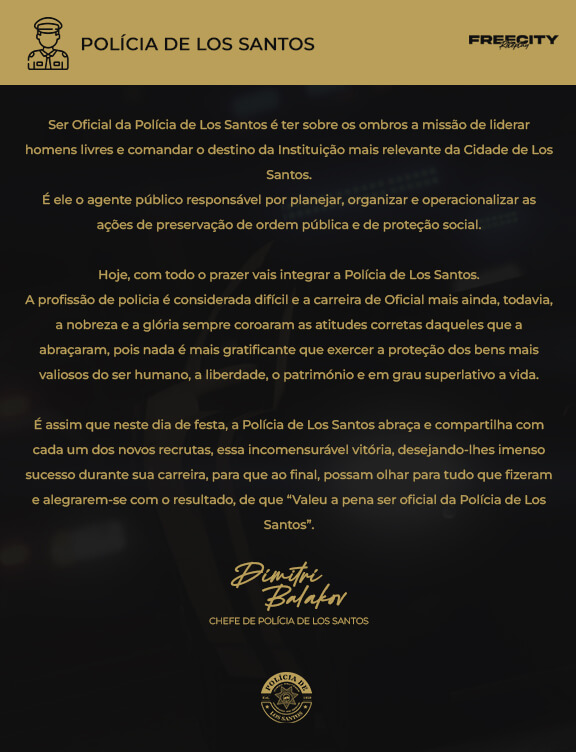 POLÍCIA DE LOS SANTOS
FREECITY
Roleplay
Ser Oficial da Polícia de Los Santos é ter sobre os ombros a missão de liderar
homens livres e comandar o destino da Instituição mais relevante da Cidade de Los
Santos.
É ele o agente público responsável por planejar, organizar e operacionalizar as
ações de preservação de ordem pública e de proteção social.
Hoje, com todo o prazer vais integrar a Polícia de Los Santos.
A profissão de policia é considerada difícil e a carreira de Oficial mais ainda, todavia,
a nobreza e a glória sempre coroaram as atitudes corretas daqueles que a
abraçaram, pois nada é mais gratificante que exercer a proteção dos bens mais
valiosos do ser humano, a liberdade, o património e em grau superlativo a vida.
É assim que neste dia de festa, a Polícia de Los Santos abraça e compartilha com
cada um dos novos recrutas, essa incomensurável vitória, desejando-lhes imenso
sucesso durante sua carreira, para que ao final, possam olhar para tudo que fizeram
e alegrarem-se com o resultado, de que “Valeu a pena ser oficial da Polícia de Los
Santos”.
Dimitri
Balakov
CHEFE DE POLÍCIA DE LOS SANTOS
POLÍCIA DE
LOS SANTOS